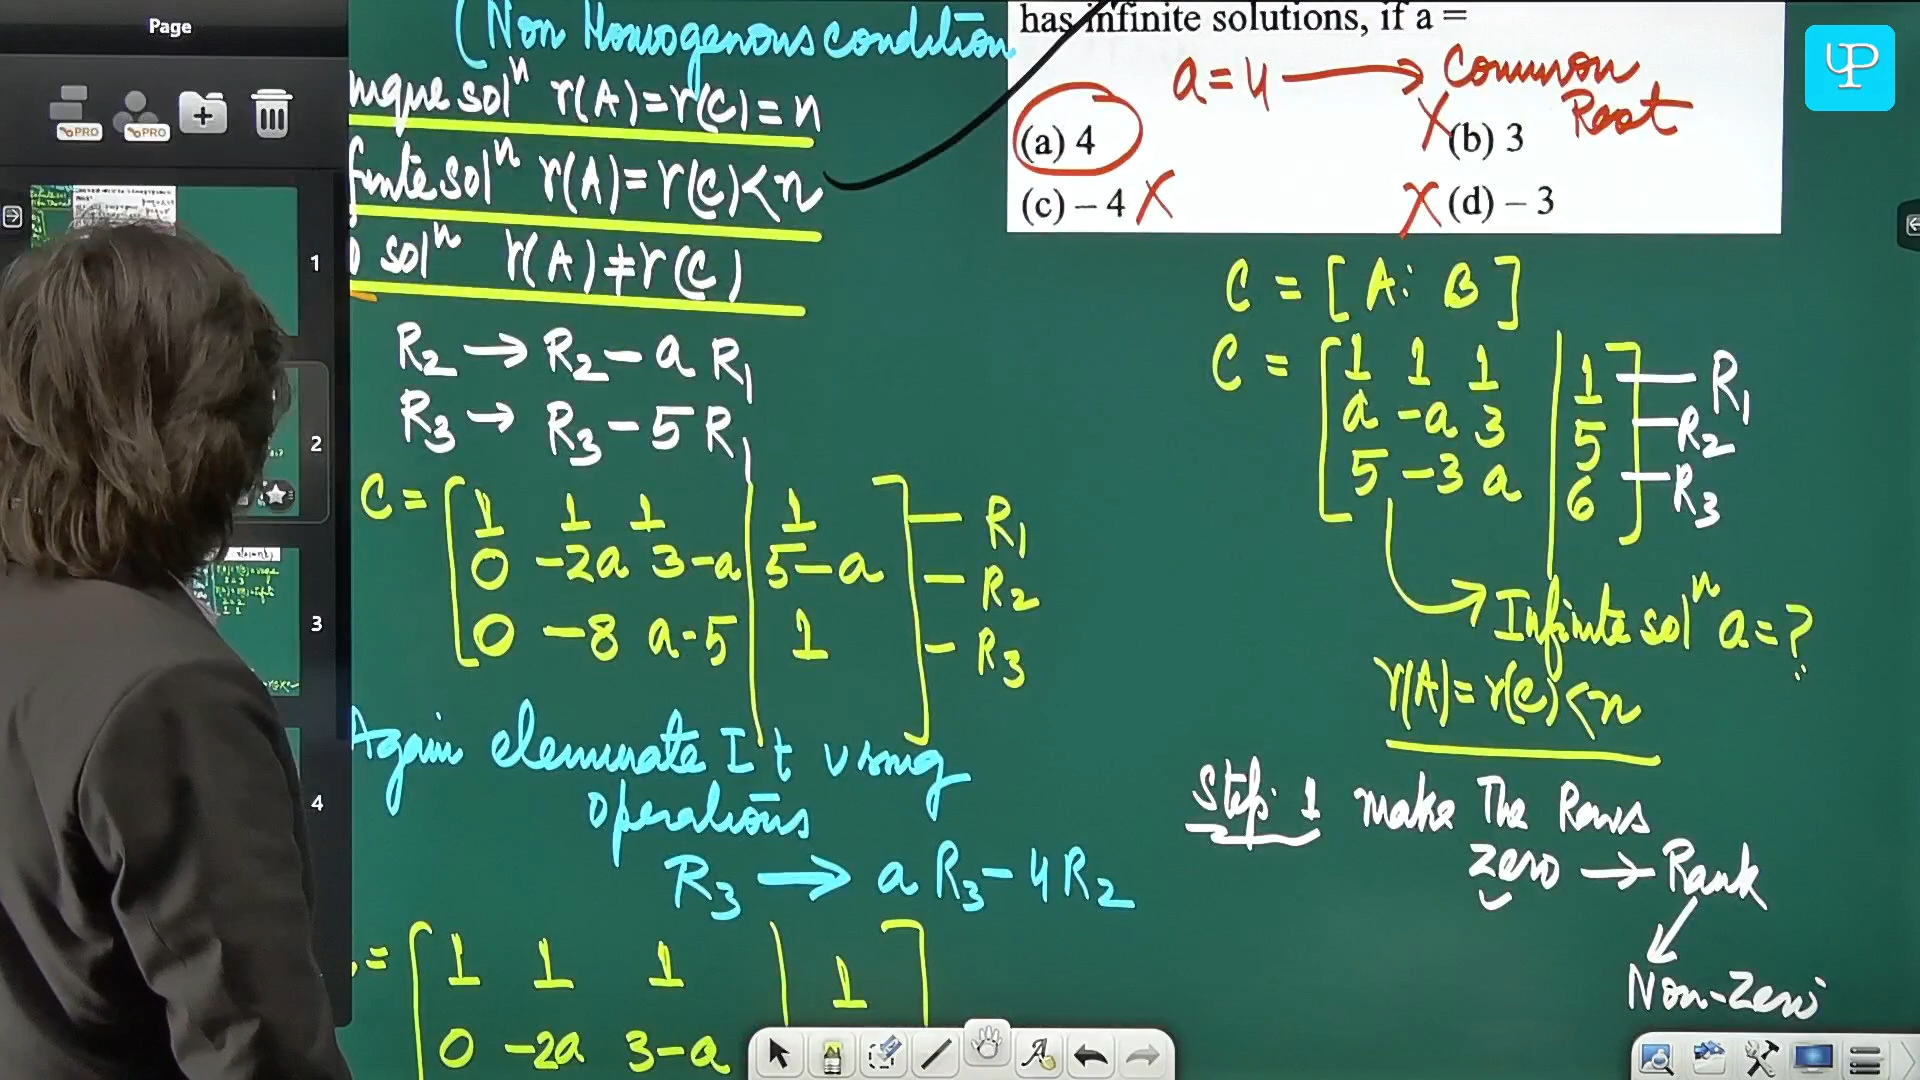 Page
PRO
PRO
1
2
3
4
(Non Homogenous condition
nique solⁿ r(A)=r(C)=n
finite solⁿ r(A)=r(C)<n
o solⁿ r(A)≠r(C)
R2 → R2 - a R1
R3 → R3 - 5 R1
C = [ 1 1 1 | 1 ] — R1
0 -2a 3-a | 5-a — R2
0 -8 a-5 | 1 — R3
Again elemenate It using
operations
R3 → a R3 - 4 R2
= [ 1 1 1 | 1 ]
0 -2a 3-a
has infinite solutions, if a =
a = 4 → Common
Root
(a) 4
X (b) 3
(c) – 4 X
X (d) – 3
C = [ A : B ]
C = [ 1 1 1 | 1 ] — R1
a -a 3 | 5 — R2
5 -3 a | 6 — R3
Infinite solⁿ a = ?
r(A) = r(C) < n
Step: 1 make The Rows
zero → Rank
Non-Zero